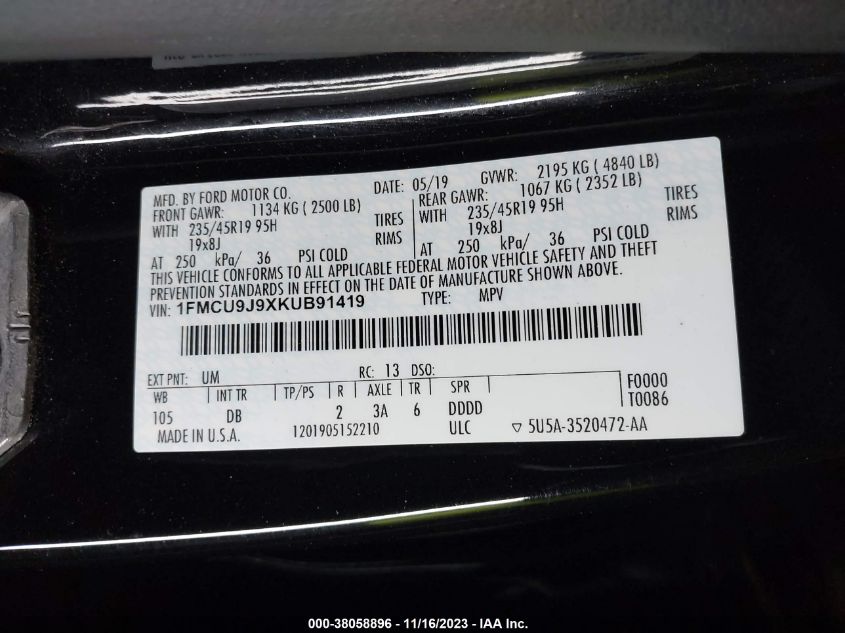 MFD. BY FORD MOTOR CO. DATE: 05/19 GVWR: 2195 KG ( 4840 LB)
FRONT GAWR: 1134 KG ( 2500 LB) REAR GAWR: 1067 KG ( 2352 LB)
WITH 235/45R19 95H TIRES WITH 235/45R19 95H TIRES
19x8J RIMS 19x8J RIMS
AT 250 kPa/ 36 PSI COLD AT 250 kPa/ 36 PSI COLD
THIS VEHICLE CONFORMS TO ALL APPLICABLE FEDERAL MOTOR VEHICLE SAFETY AND THEFT
PREVENTION STANDARDS IN EFFECT ON THE DATE OF MANUFACTURE SHOWN ABOVE.
VIN: 1FMCU9J9XKUB91419 TYPE: MPV
EXT PNT: UM RC: 13 DSO:
WB INT TR TP/PS R AXLE TR SPR F0000
105 DB 2 3A 6 DDDD T0086
MADE IN U.S.A. 1201905152210 ULC ▽ 5U5A-3520472-AA
000-38058896 - 11/16/2023 - IAA Inc.